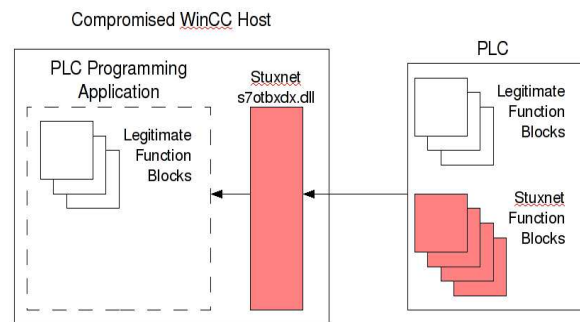 Compromised WinCC Host
PLC Programming
Application
Legitimate
Function
Blocks
Stuxnet
s7otbxdx.dll
PLC
Legitimate
Function
Blocks
Stuxnet
Function
Blocks